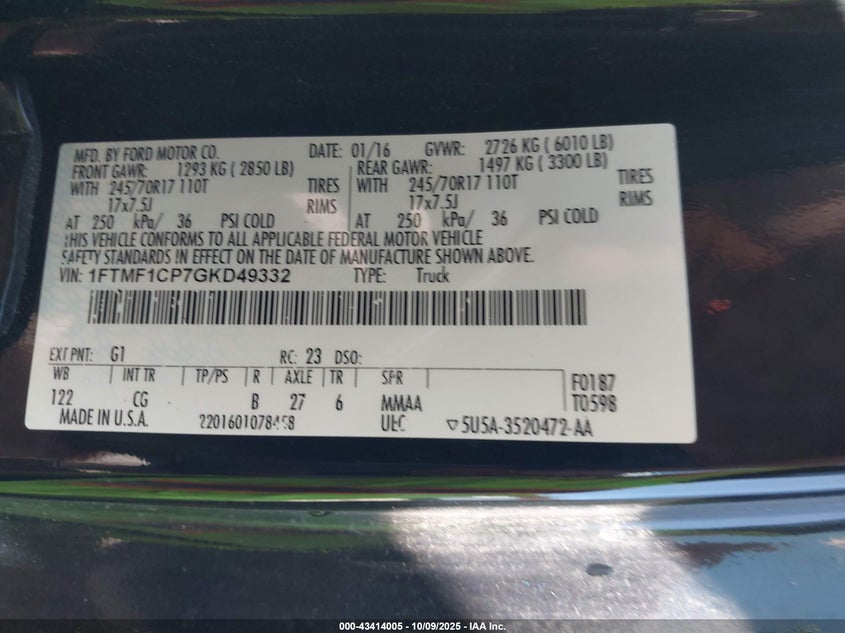 MFD. BY FORD MOTOR CO. DATE: 01/16 GVWR: 2726 KG ( 6010 LB)
FRONT GAWR: 1293 KG ( 2850 LB) REAR GAWR: 1497 KG ( 3300 LB)
WITH 245/70R17 110T TIRES WITH 245/70R17 110T TIRES
17x7.5J RIMS 17x7.5J RIMS
AT 250 kPa/ 36 PSI COLD AT 250 kPa/ 36 PSI COLD
THIS VEHICLE CONFORMS TO ALL APPLICABLE FEDERAL MOTOR VEHICLE
SAFETY STANDARDS IN EFFECT ON THE DATE OF MANUFACTURE SHOWN ABOVE.
VIN: 1FTMF1CP7GKD49332 TYPE: Truck
EXT PNT: G1 RC: 23 DSO:
WB INT TR TP/PS R AXLE TR SPR F0187
122 CG B 27 6 MMAA T0598
MADE IN U.S.A. ULC ▽5U5A-3520472-AA
000-43414005 - 10/09/2025 - IAA Inc.